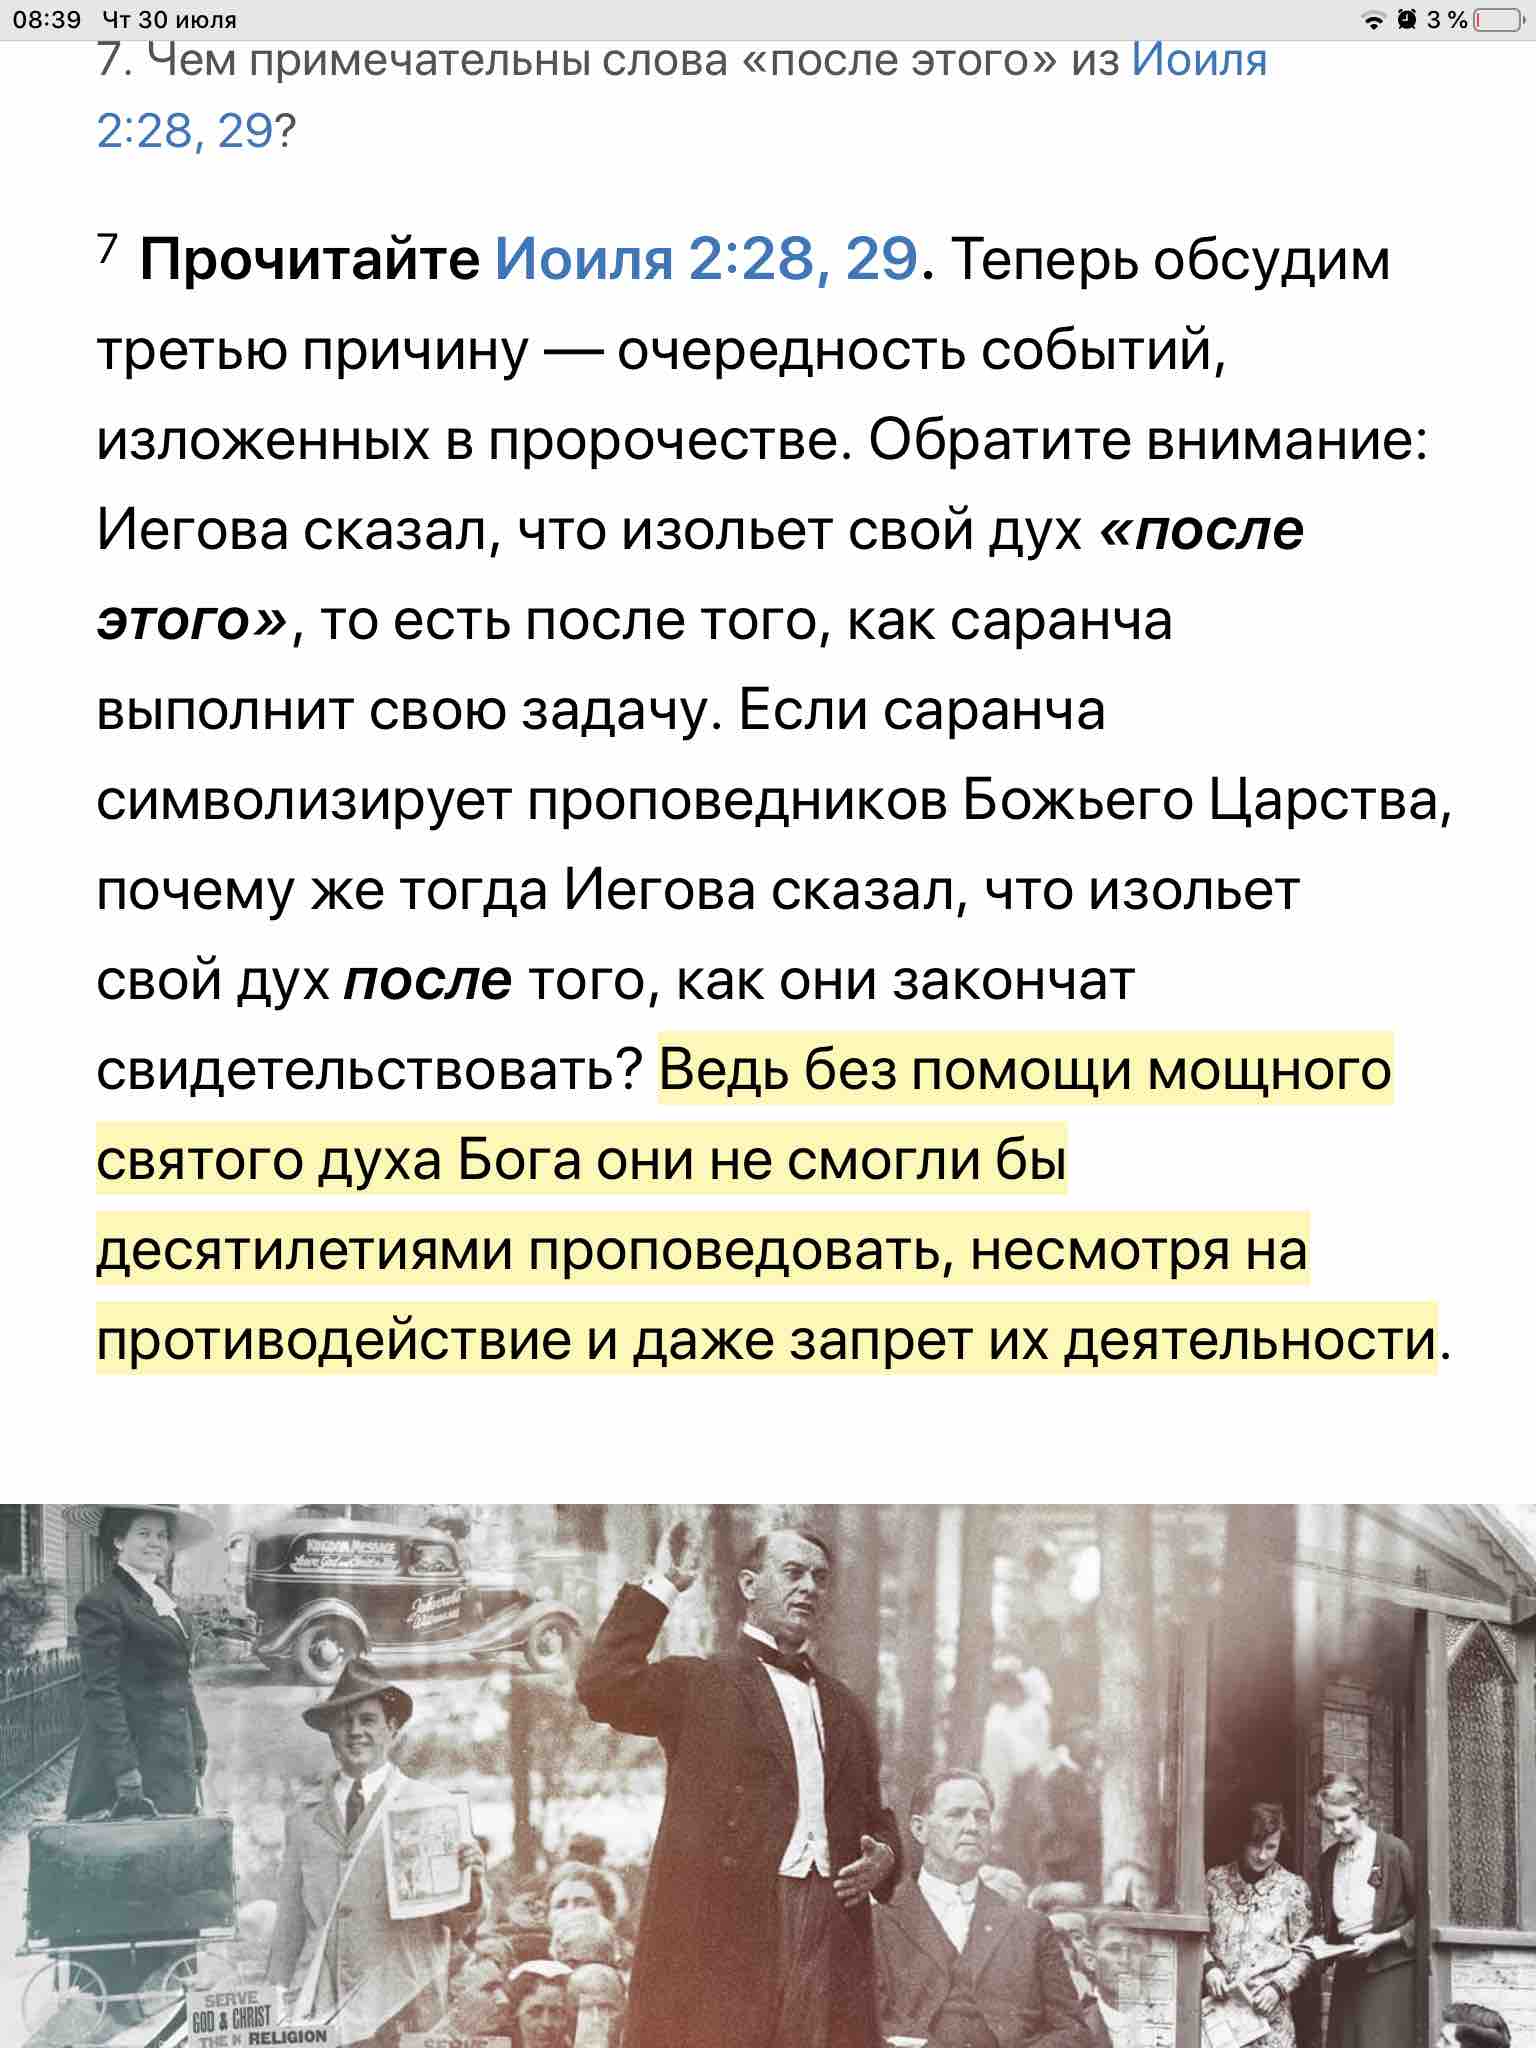 08:39 Чт 30 июля 3 %
7. Чем примечательны слова «после этого» из Иоиля
2:28, 29?
7 Прочитайте Иоиля 2:28, 29. Теперь обсудим
третью причину — очередность событий,
изложенных в пророчестве. Обратите внимание:
Иегова сказал, что изольет свой дух «после
этого», то есть после того, как саранча
выполнит свою задачу. Если саранча
символизирует проповедников Божьего Царства,
почему же тогда Иегова сказал, что изольет
свой дух после того, как они закончат
свидетельствовать? Ведь без помощи мощного
святого духа Бога они не смогли бы
десятилетиями проповедовать, несмотря на
противодействие и даже запрет их деятельности.
KINGDOM MESSAGE
SERVE
GOD & CHRIST
THE RELIGION
SERVE